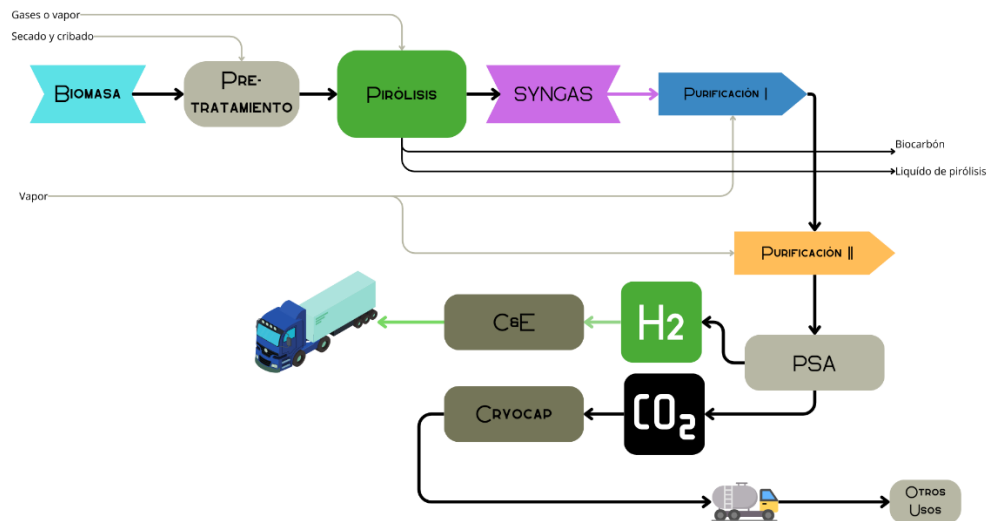 Gases o vapor
Secado y cribado
Biomasa
Pre-
tratamiento
Pirólisis
SYNGAS
Purificación I
Biocarbón
Liquído de pirólisis
Vapor
Purificación II
C&E
H2
PSA
Cryocap
CO2
Otros
Usos